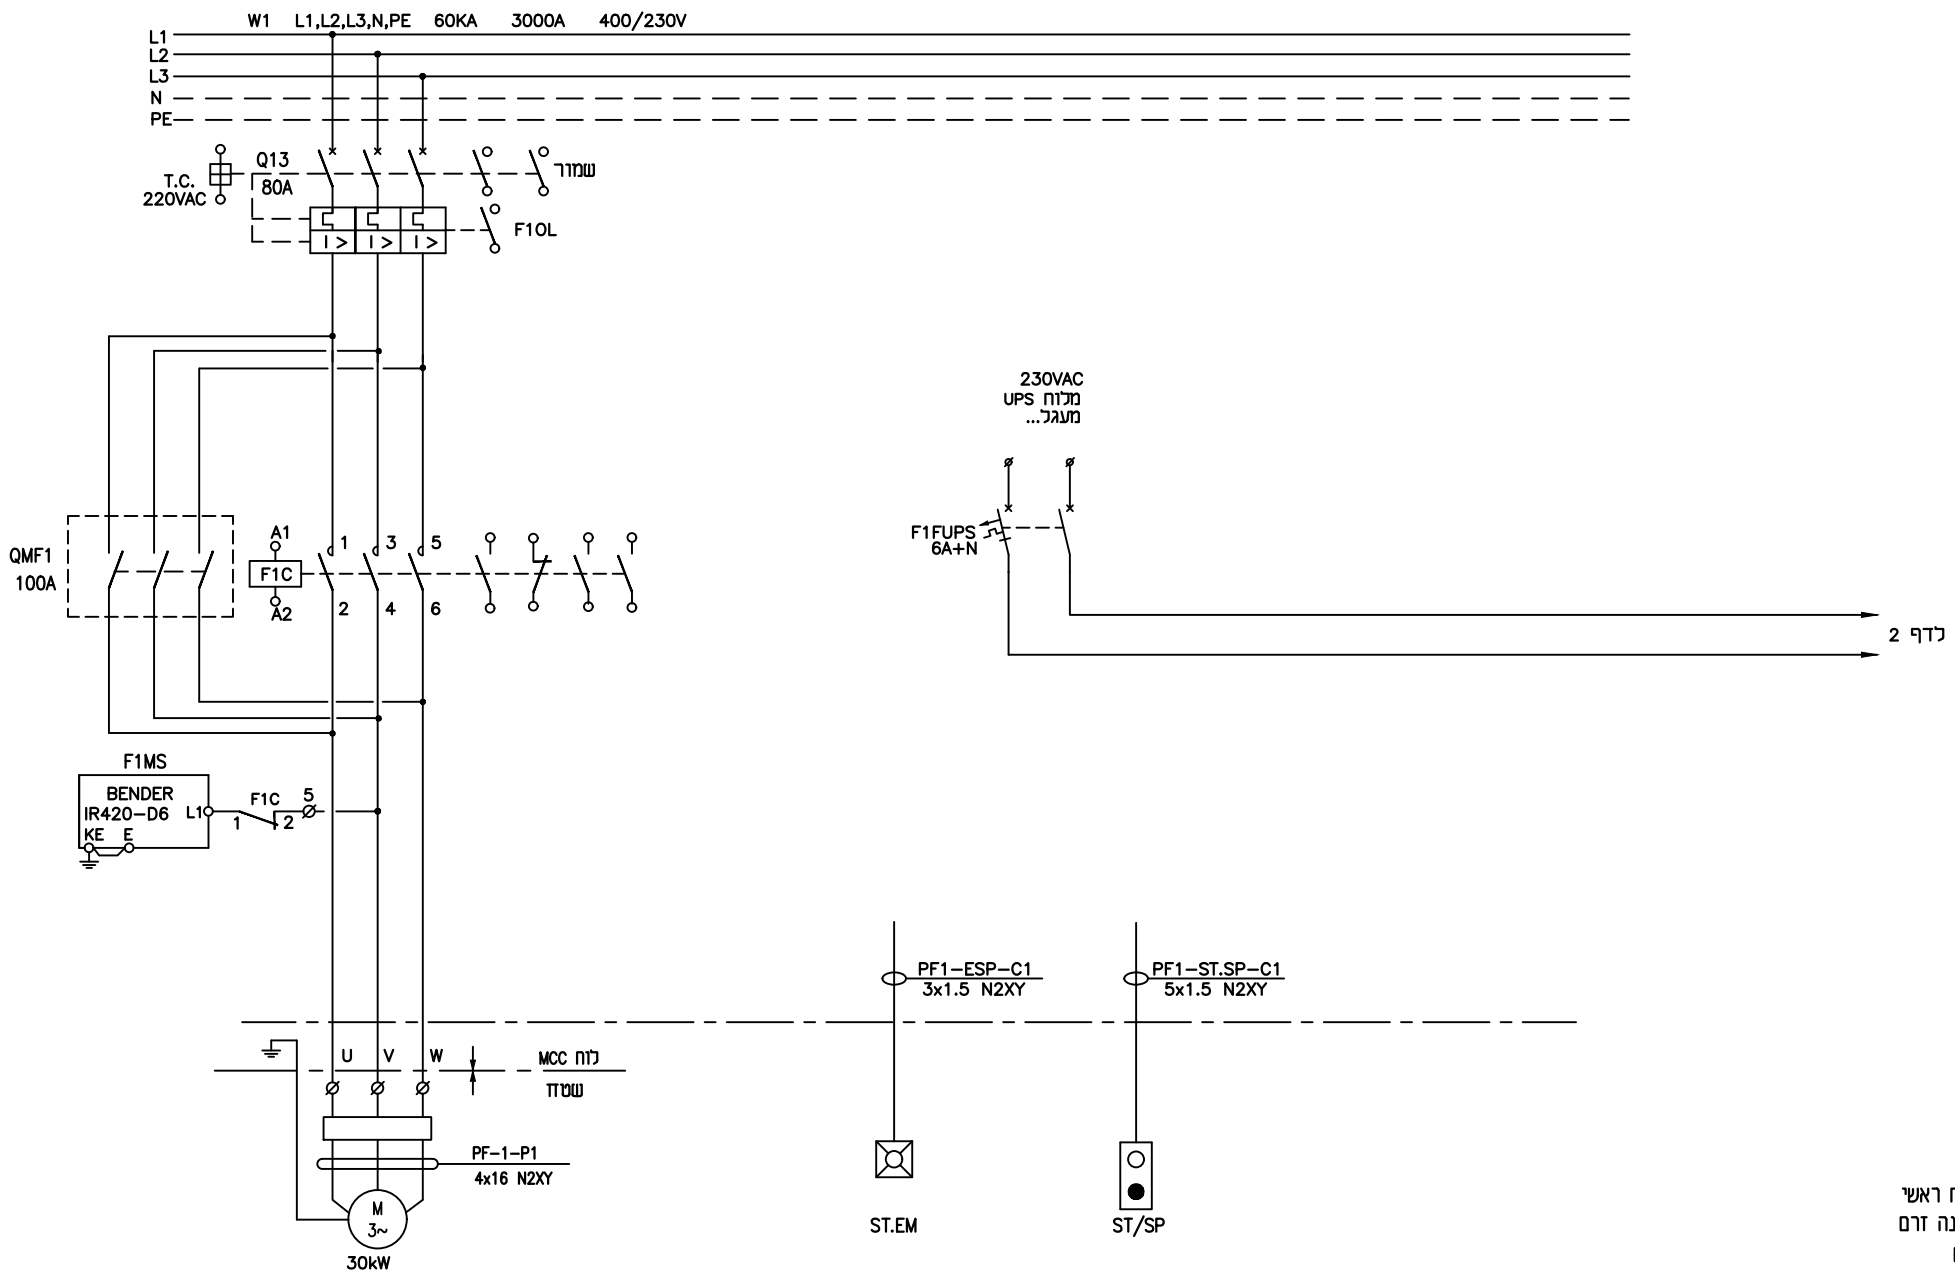 W1 L1,L2,L3,N,PE 60KA 3000A 400/230V
L1
L2
L3
N
PE
Q13
80A
T.C.
220VAC
שמור
F1OL
I >
I >
I >
230VAC
מלוח UPS
מעגל...
F1FUPS
6A+N
לדף 2
QMF1
100A
A1
F1C
A2
1 3 5
2 4 6
F1MS
BENDER
IR420-D6
L1
KE E
F1C
1 2
5
PF1-ESP-C1
3x1.5 N2XY
PF1-ST.SP-C1
5x1.5 N2XY
U V W
לוח MCC
שטח
PF-1-P1
4x16 N2XY
M
3~
30kW
ST.EM
ST/SP
ח ראשי
נה זרם